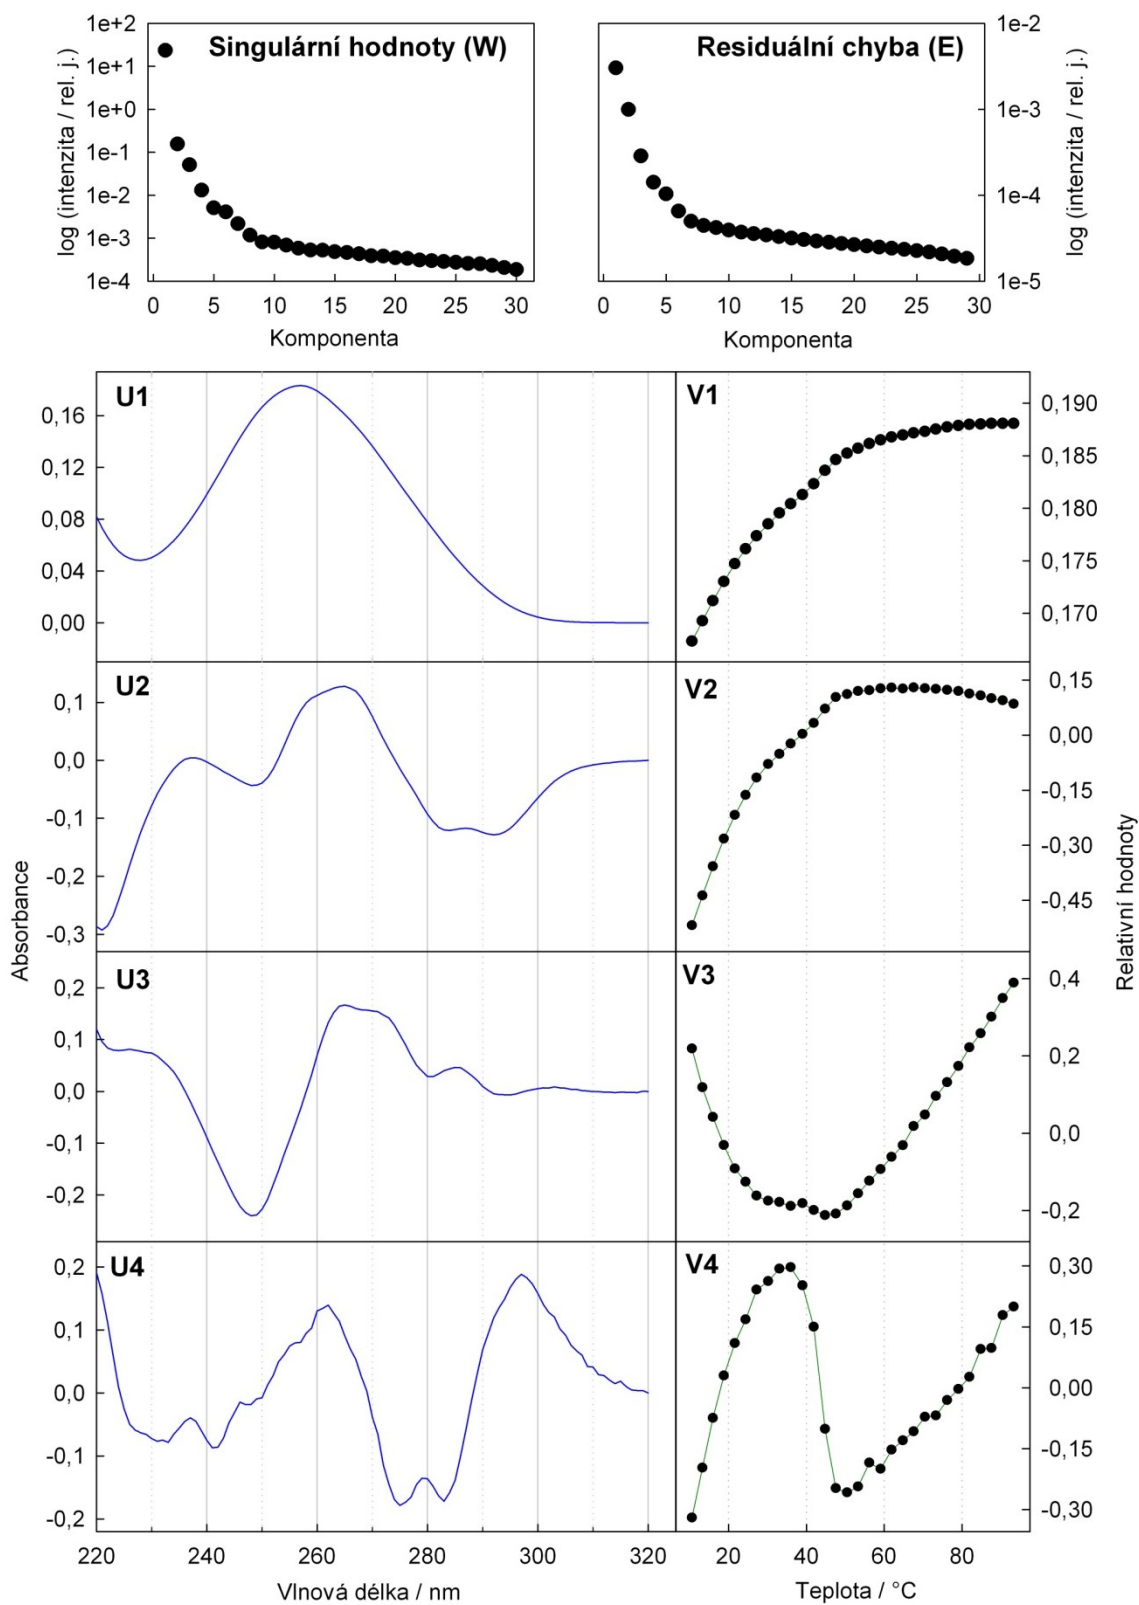 Singulární hodnoty (W)
log (intenzita / rel. j.)
1e+2
1e+1
1e+0
1e-1
1e-2
1e-3
1e-4
0 5 10 15 20 25 30
Komponenta
Residuální chyba (E)
1e-2
1e-3
1e-4
1e-5
log (intenzita / rel. j.)
0 5 10 15 20 25 30
Komponenta
Absorbance
U1
0,16
0,12
0,08
0,04
0,00
V1
0,190
0,185
0,180
0,175
0,170
U2
0,1
0,0
-0,1
-0,2
-0,3
V2
0,15
0,00
-0,15
-0,30
-0,45
Relativní hodnoty
U3
0,2
0,1
0,0
-0,1
-0,2
V3
0,4
0,2
0,0
-0,2
U4
0,2
0,1
0,0
-0,1
-0,2
V4
0,30
0,15
0,00
-0,15
-0,30
220 240 260 280 300 320
Vlnová délka / nm
20 40 60 80
Teplota / °C